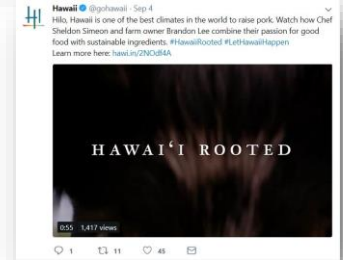 Hawaii @gohawaii · Sep 4
Hilo, Hawaii is one of the best climates in the world to raise pork. Watch how Chef
Sheldon Simeon and farm owner Brandon Lee combine their passion for good
food with sustainable ingredients. #HawaiiRooted #LetHawaiiHappen
Learn more here: hawi.in/2NOdf4A
HAWAIʻI ROOTED
0:55 1,417 views
1 11 45